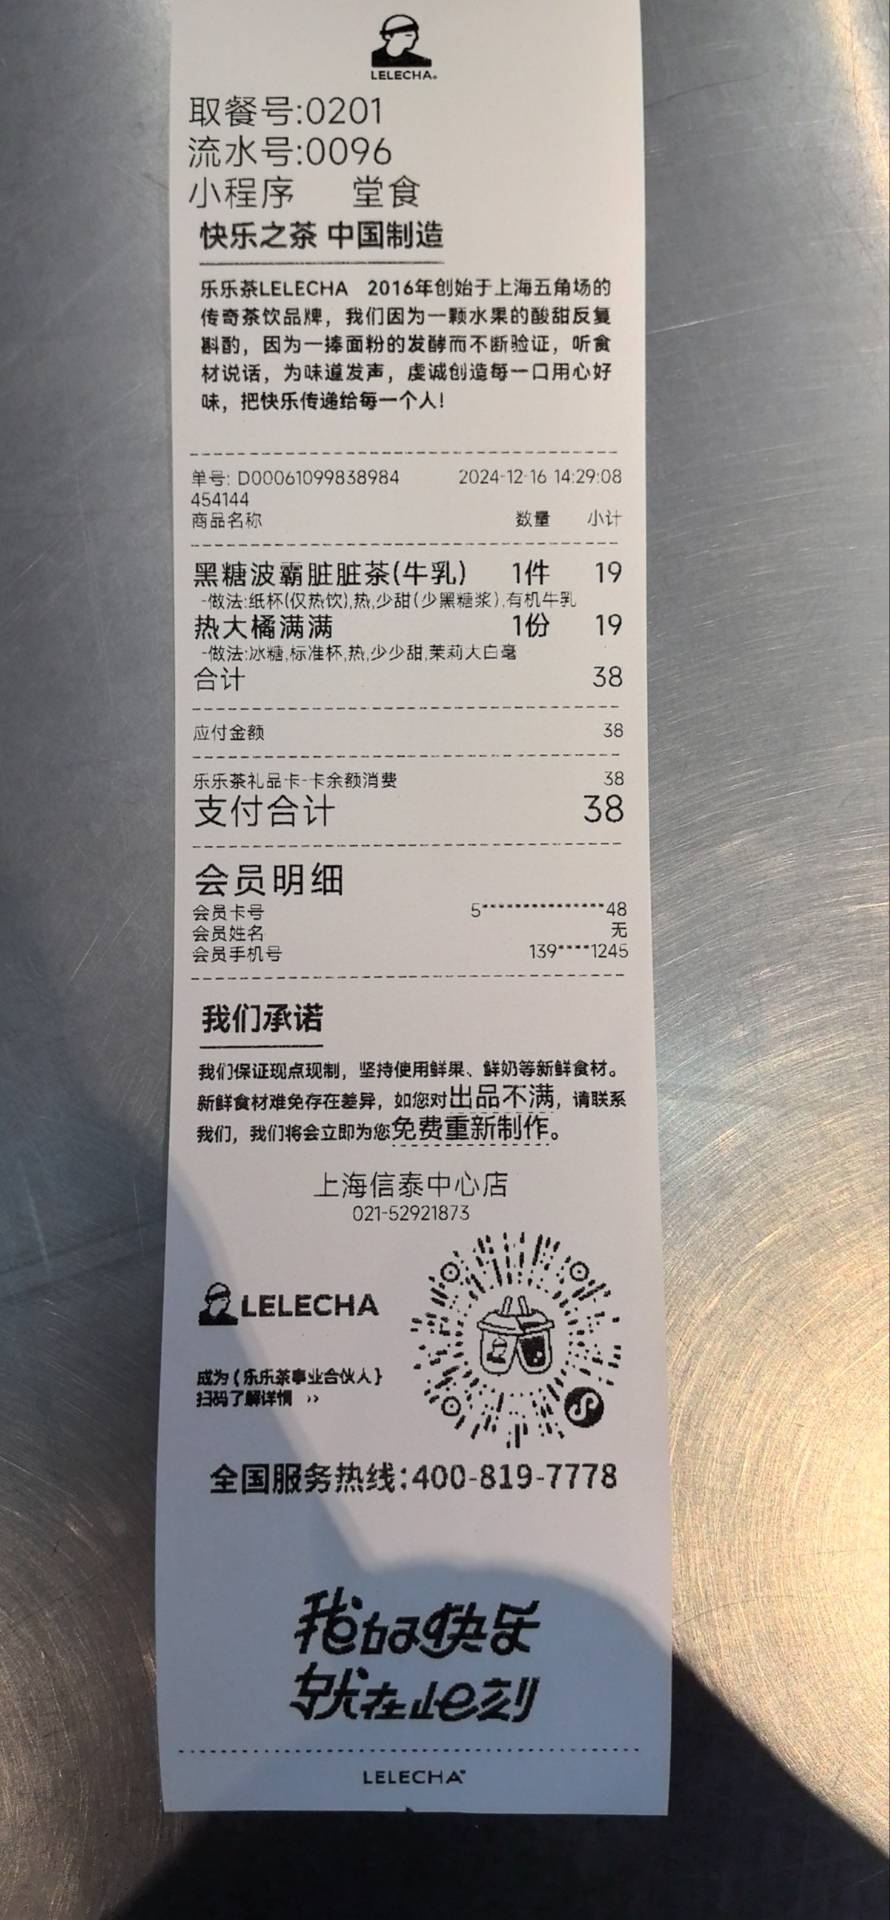 LELECHA
取餐号:0201
流水号:0096
小程序 堂食
快乐之茶 中国制造
乐乐茶LELECHA 2016年创始于上海五角场的
传奇茶饮品牌，我们因为一颗水果的酸甜反复
斟酌，因为一捧面粉的发酵而不断验证，听食
材说话，为味道发声，虔诚创造每一口用心好
味，把快乐传递给每一个人!
单号: D00061099838984 2024-12-16 14:29:08
454144
商品名称 数量 小计
黑糖波霸脏脏茶(牛乳) 1件 19
-做法:纸杯(仅热饮),热,少甜(少黑糖浆),有机牛乳
热大橘满满 1份 19
-做法:冰糖,标准杯,热,少少甜,茉莉大白毫
合计 38
应付金额 38
乐乐茶礼品卡-卡余额消费 38
支付合计 38
会员明细
会员卡号 5***************48
会员姓名 无
会员手机号 139****1245
我们承诺
我们保证现点现制，坚持使用鲜果、鲜奶等新鲜食材。
新鲜食材难免存在差异，如您对出品不满，请联系
我们，我们将会立即为您免费重新制作。
上海信泰中心店
021-52921873
LELECHA
成为{乐乐茶事业合伙人}
扫码了解详情 ››
全国服务热线:400-819-7778
我的快乐
就在此刻
LELECHA